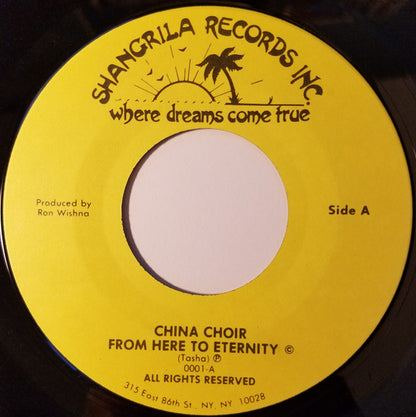 SHANGRILA RECORDS INC.
where dreams come true
Produced by
Ron Wishna
Side A
CHINA CHOIR
FROM HERE TO ETERNITY ©
(Tasha) ℗
0001-A
ALL RIGHTS RESERVED
315 East 86th St., NY, NY 10028